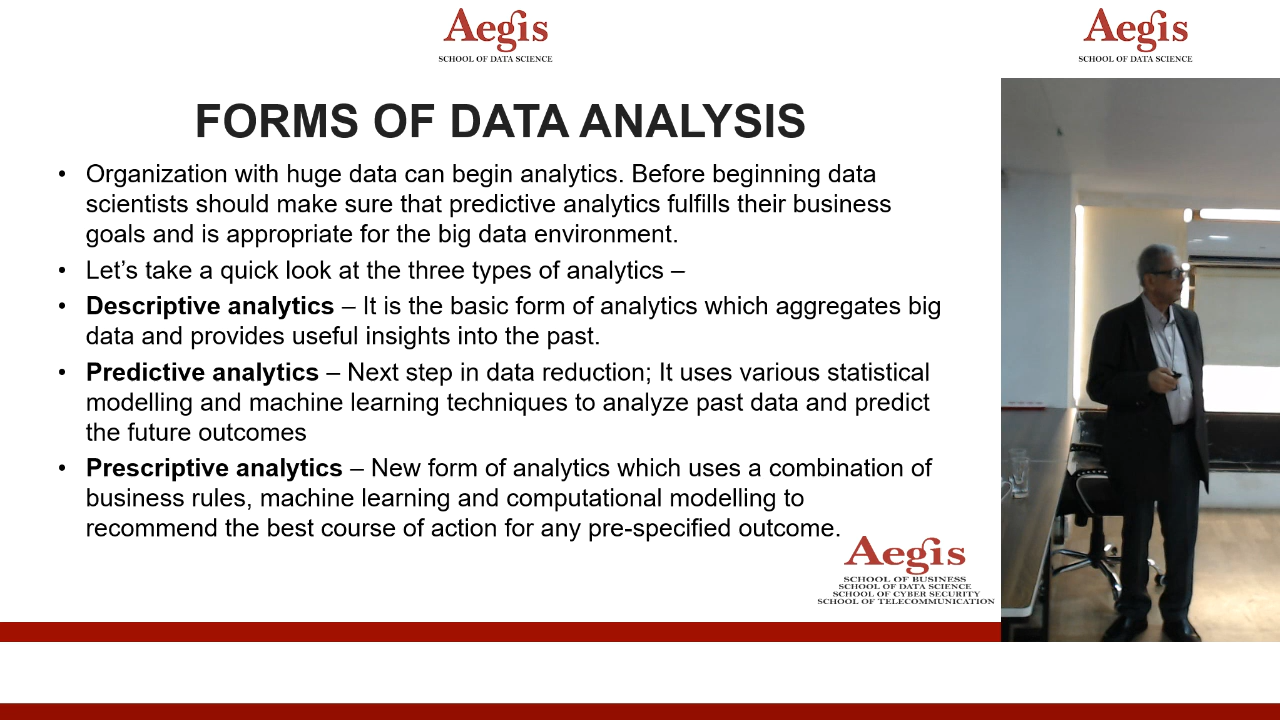 Aegis
SCHOOL OF DATA SCIENCE
Aegis
SCHOOL OF DATA SCIENCE
FORMS OF DATA ANALYSIS
• Organization with huge data can begin analytics. Before beginning data
scientists should make sure that predictive analytics fulfills their business
goals and is appropriate for the big data environment.
• Let’s take a quick look at the three types of analytics –
• Descriptive analytics – It is the basic form of analytics which aggregates big
data and provides useful insights into the past.
• Predictive analytics – Next step in data reduction; It uses various statistical
modelling and machine learning techniques to analyze past data and predict
the future outcomes
• Prescriptive analytics – New form of analytics which uses a combination of
business rules, machine learning and computational modelling to
recommend the best course of action for any pre-specified outcome.
Aegis
SCHOOL OF BUSINESS
SCHOOL OF DATA SCIENCE
SCHOOL OF CYBER SECURITY
SCHOOL OF TELECOMMUNICATION